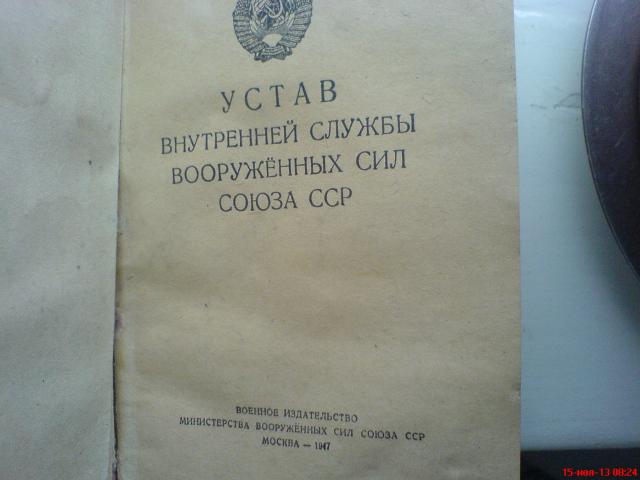 УСТАВ
ВНУТРЕННЕЙ СЛУЖБЫ
ВООРУЖЁННЫХ СИЛ
СОЮЗА ССР
ВОЕННОЕ ИЗДАТЕЛЬСТВО
МИНИСТЕРСТВА ВООРУЖЁННЫХ СИЛ СОЮЗА ССР
МОСКВА — 1947
15-ноя-13 08:24